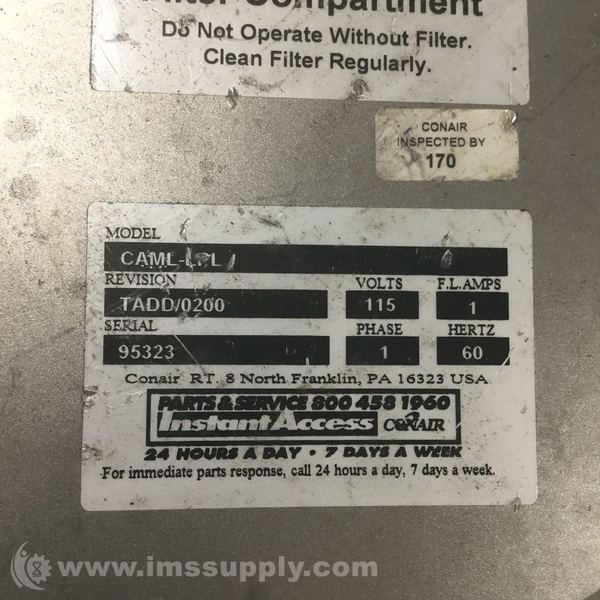 Filter Compartment
Do Not Operate Without Filter.
Clean Filter Regularly.
CONAIR
INSPECTED BY
170
MODEL
REVISION VOLTS F.L.AMPS
TADD/0200 115 1
SERIAL PHASE HERTZ
95323 1 60
Conair RT. 8 North Franklin, PA 16323 USA
PARTS & SERVICE 800 458 1960
Instant Access CONAIR
24 HOURS A DAY • 7 DAYS A WEEK
For immediate parts response, call 24 hours a day, 7 days a week.
www.imssupply.com